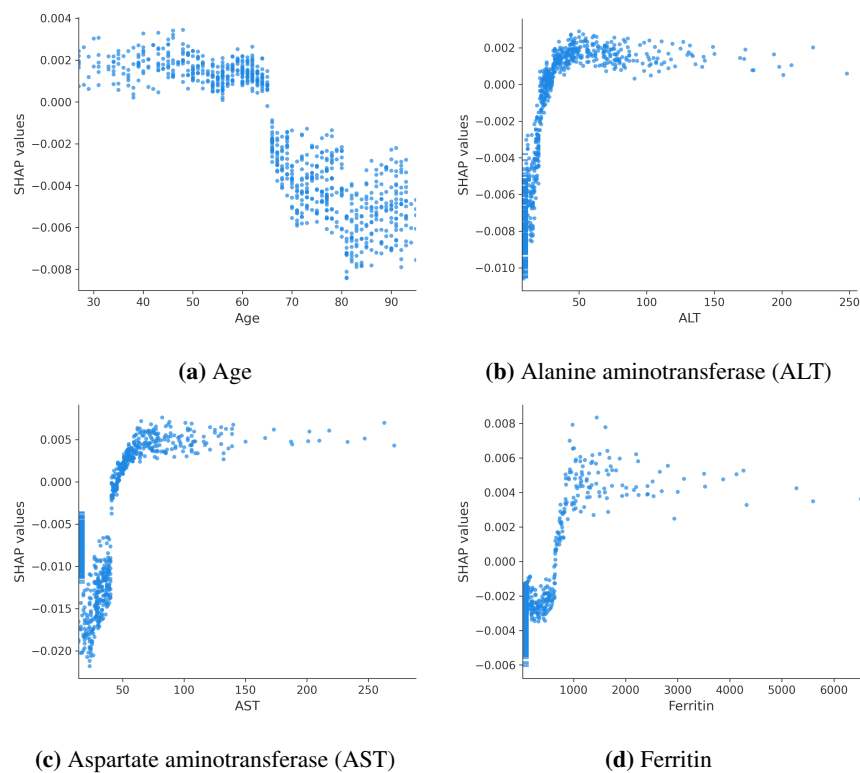 0.004
0.002
0.000
−0.002
−0.004
−0.006
−0.008
SHAP values
30 40 50 60 70 80 90
Age
(a) Age
0.002
0.000
−0.002
−0.004
−0.006
−0.008
−0.010
SHAP values
50 100 150 200 250
ALT
(b) Alanine aminotransferase (ALT)
0.005
0.000
−0.005
−0.010
−0.015
−0.020
SHAP values
50 100 150 200 250
AST
(c) Aspartate aminotransferase (AST)
0.008
0.006
0.004
0.002
0.000
−0.002
−0.004
−0.006
SHAP values
1000 2000 3000 4000 5000 6000
Ferritin
(d) Ferritin